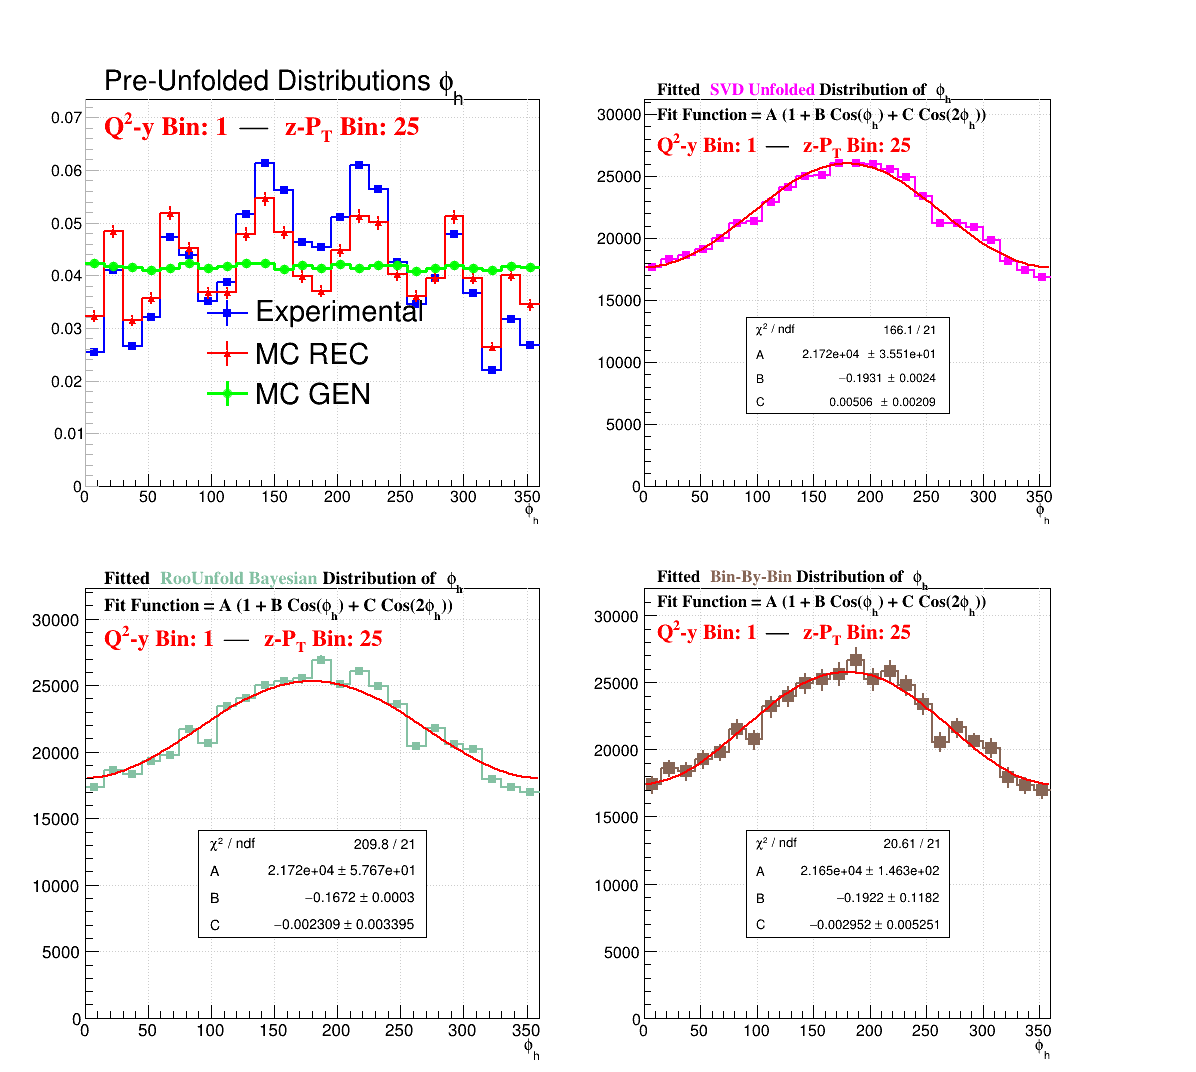 Pre-Unfolded Distributions ϕh
Q²-y Bin: 1 — z-PT Bin: 25
0.07
0.06
0.05
0.04
0.03
0.02
0.01
0
Experimental
MC REC
MC GEN
0 50 100 150 200 250 300 350
ϕh
Fitted SVD Unfolded Distribution of ϕh
Fit Function = A (1 + B Cos(ϕh) + C Cos(2ϕh))
Q²-y Bin: 1 — z-PT Bin: 25
30000
25000
20000
15000
10000
5000
0
χ² / ndf 166.1 / 21
A 2.172e+04 ± 3.551e+01
B −0.1931 ± 0.0024
C 0.00506 ± 0.00209
0 50 100 150 200 250 300 350
ϕh
Fitted RooUnfold Bayesian Distribution of ϕh
Fit Function = A (1 + B Cos(ϕh) + C Cos(2ϕh))
Q²-y Bin: 1 — z-PT Bin: 25
30000
25000
20000
15000
10000
5000
0
χ² / ndf 209.8 / 21
A 2.172e+04 ± 5.767e+01
B −0.1672 ± 0.0003
C −0.002309 ± 0.003395
0 50 100 150 200 250 300 350
ϕh
Fitted Bin-By-Bin Distribution of ϕh
Fit Function = A (1 + B Cos(ϕh) + C Cos(2ϕh))
Q²-y Bin: 1 — z-PT Bin: 25
30000
25000
20000
15000
10000
5000
0
χ² / ndf 20.61 / 21
A 2.165e+04 ± 1.463e+02
B −0.1922 ± 0.1182
C −0.002952 ± 0.005251
0 50 100 150 200 250 300 350
ϕh